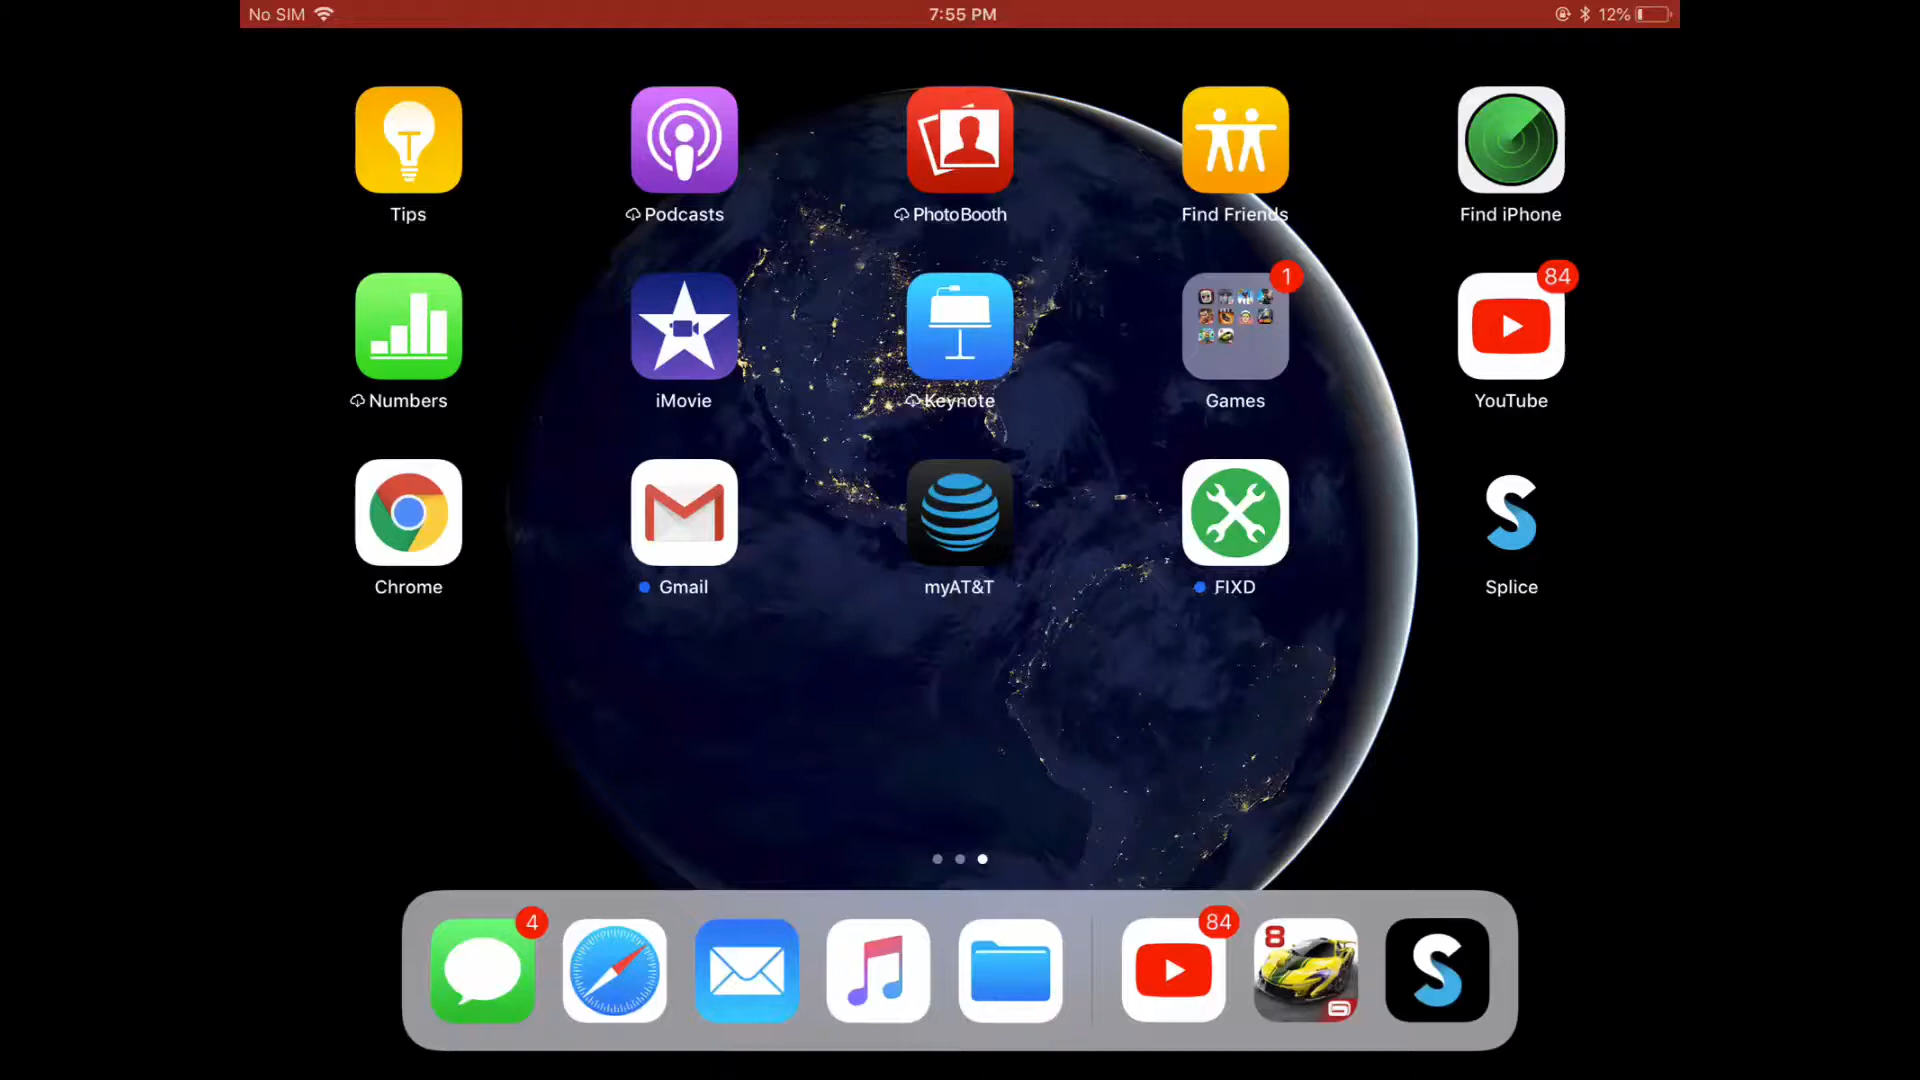 No SIM 7:55 PM 12%
Tips Podcasts Photo Booth Find Friends Find iPhone
1 84
Numbers iMovie Keynote Games YouTube
Chrome Gmail myAT&T FIXD Splice
4 84
8